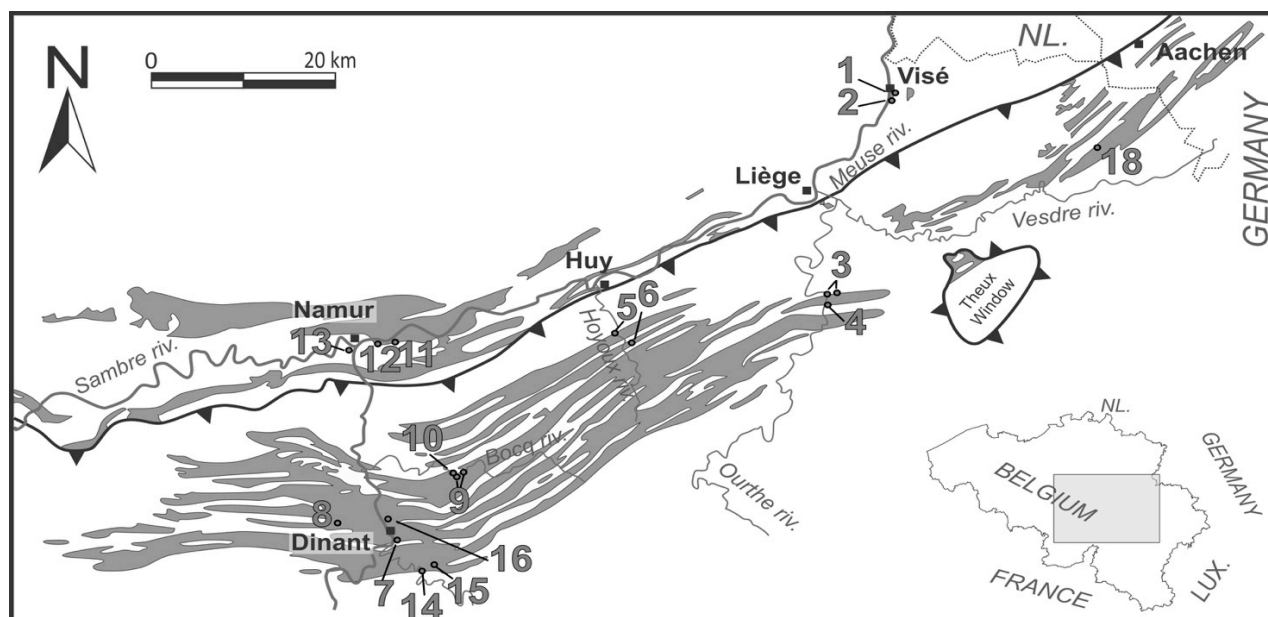 N
0
20 km
NL.
Aachen
1
Visé
2
Meuse riv.
18
Liège
GERMANY
Vesdre riv.
Huy
3
Theux
Window
Namur
5
6
4
Hoyoux riv.
13
12
11
Sambre riv.
NL.
10
Bocq riv.
GERMANY
9
BELGIUM
Ourthe riv.
8
Dinant
16
7
15
14
FRANCE
LUX.